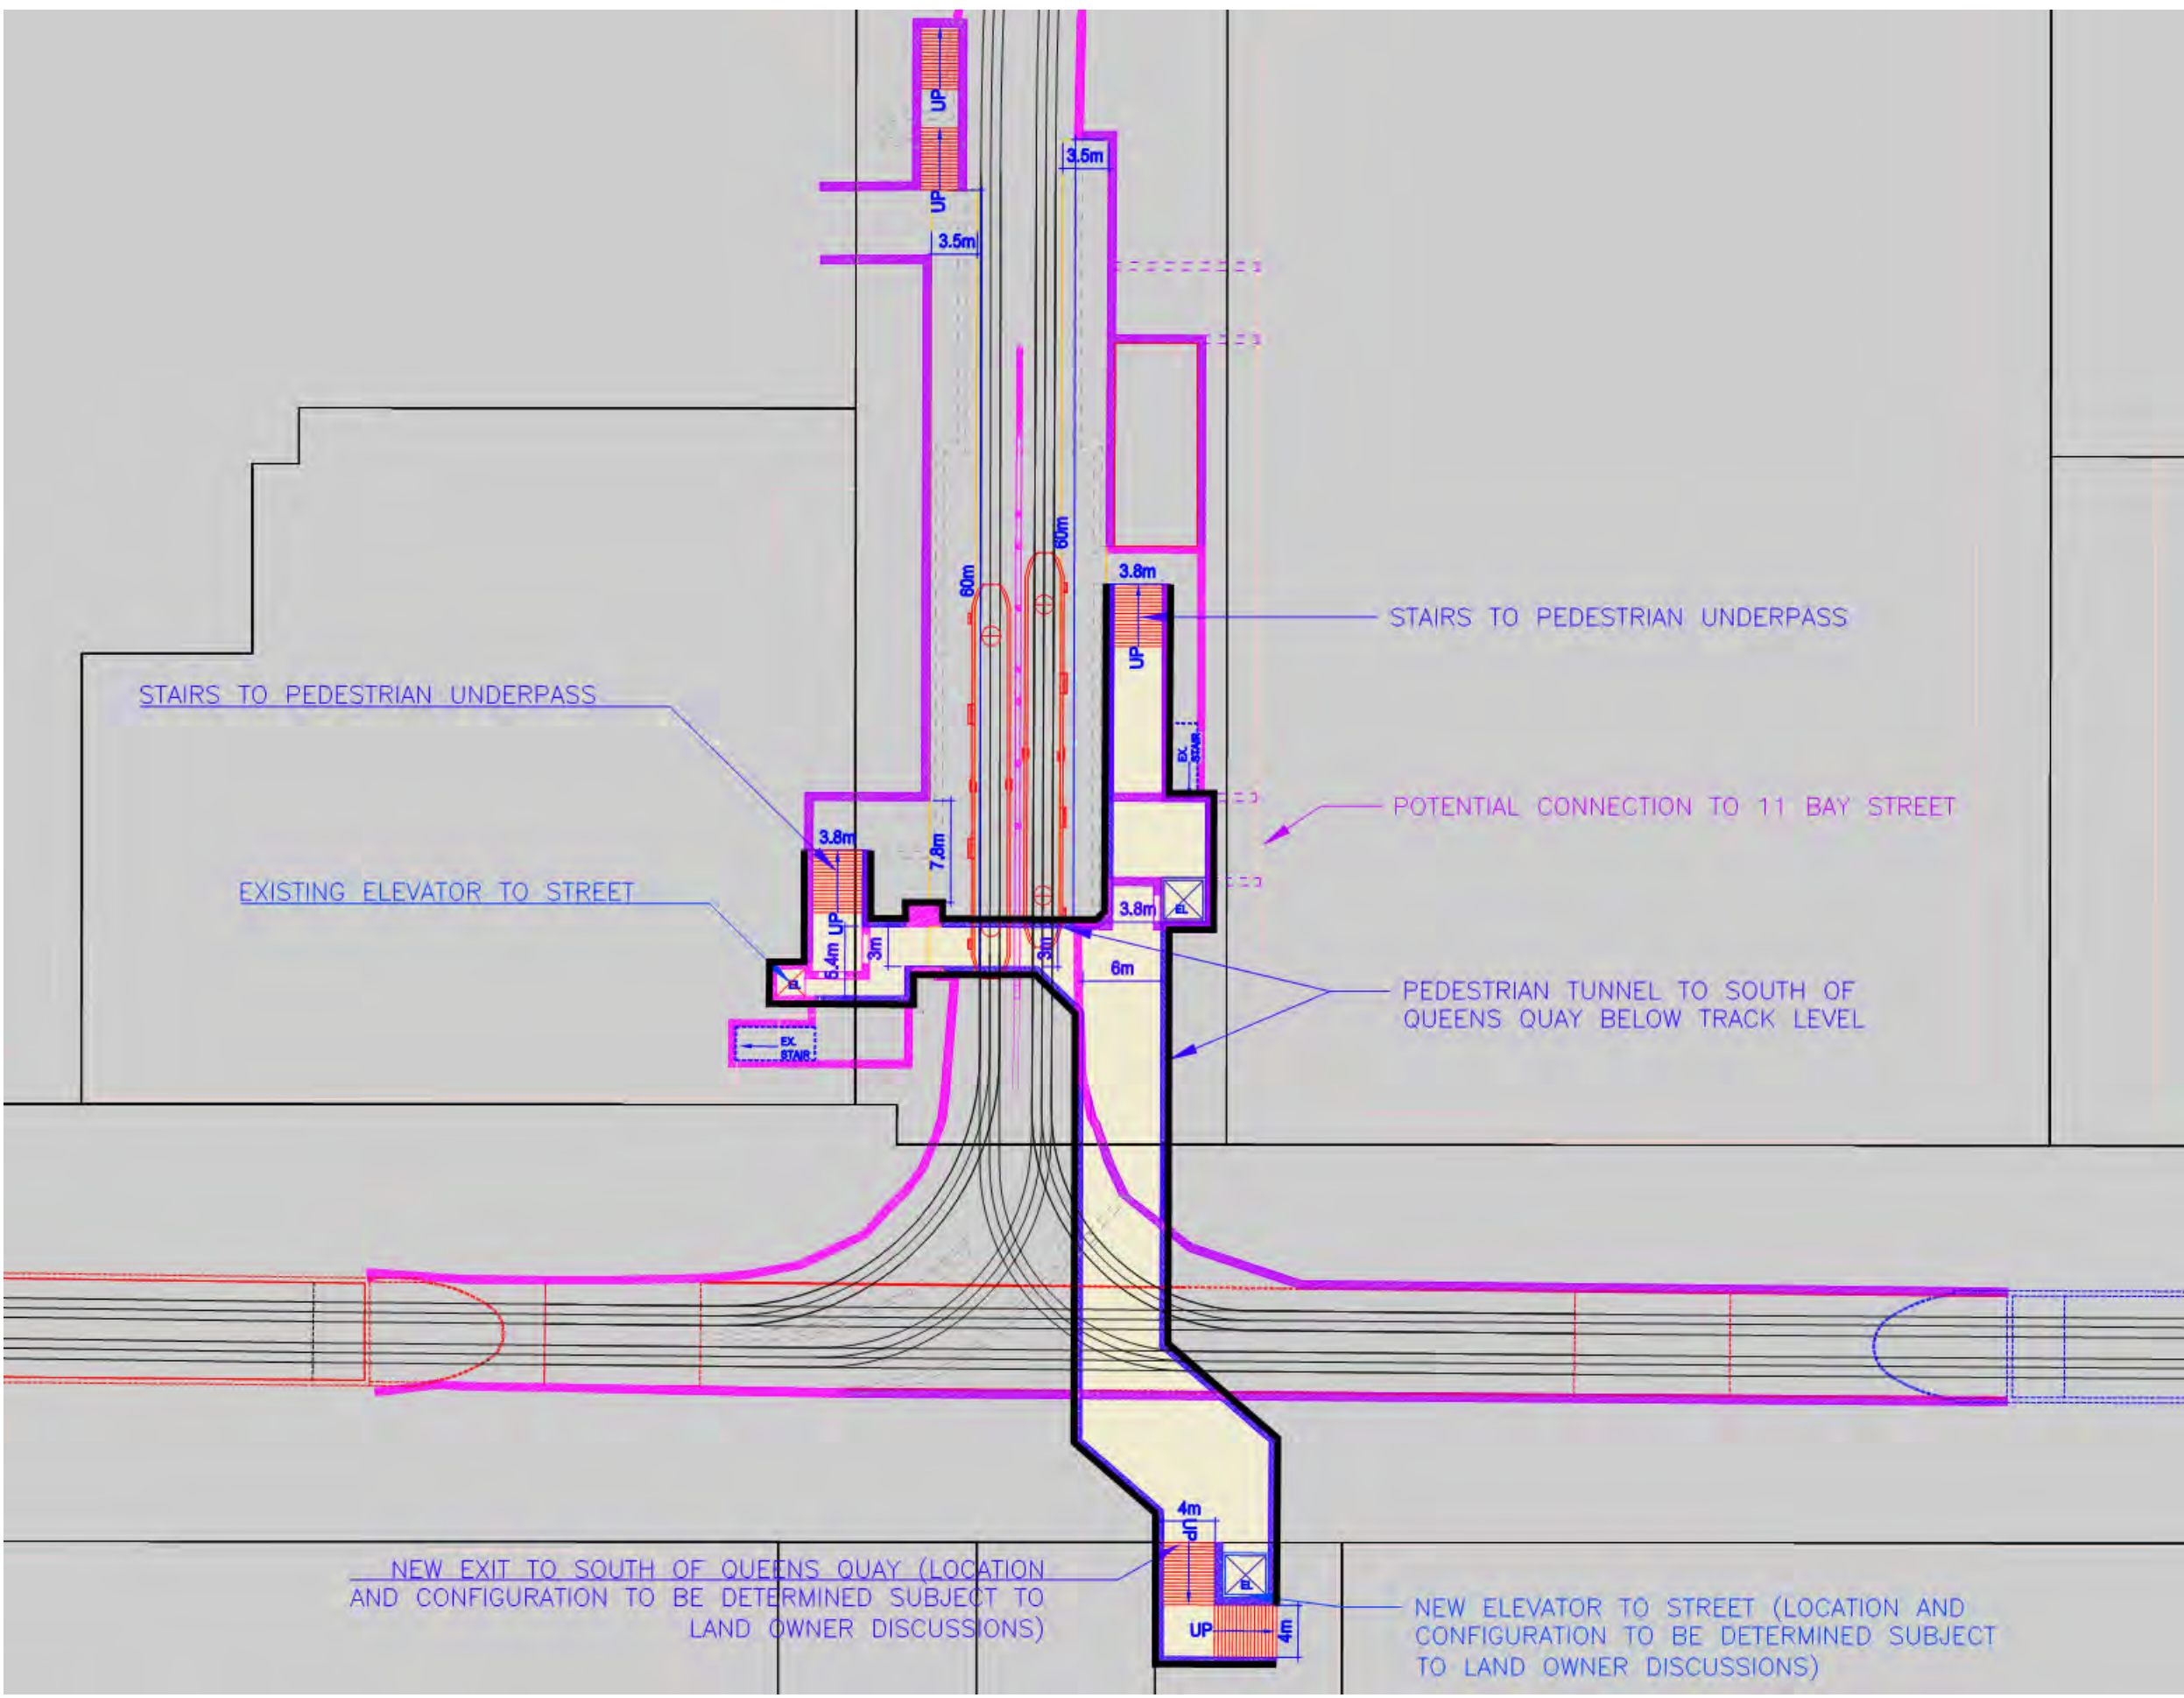 UP
UP
3.5m
3.5m
60m
60m
3.8m
STAIRS TO PEDESTRIAN UNDERPASS
UP
STAIRS TO PEDESTRIAN UNDERPASS
EX.
STAIR
POTENTIAL CONNECTION TO 11 BAY STREET
3.8m
7.8m
EXISTING ELEVATOR TO STREET
UP
3.8m
EL
5.4m
3m
3m
6m
EL
PEDESTRIAN TUNNEL TO SOUTH OF
QUEENS QUAY BELOW TRACK LEVEL
EX.
STAIR
4m
UP
NEW EXIT TO SOUTH OF QUEENS QUAY (LOCATION
AND CONFIGURATION TO BE DETERMINED SUBJECT TO
LAND OWNER DISCUSSIONS)
EL
UP
4m
NEW ELEVATOR TO STREET (LOCATION AND
CONFIGURATION TO BE DETERMINED SUBJECT
TO LAND OWNER DISCUSSIONS)